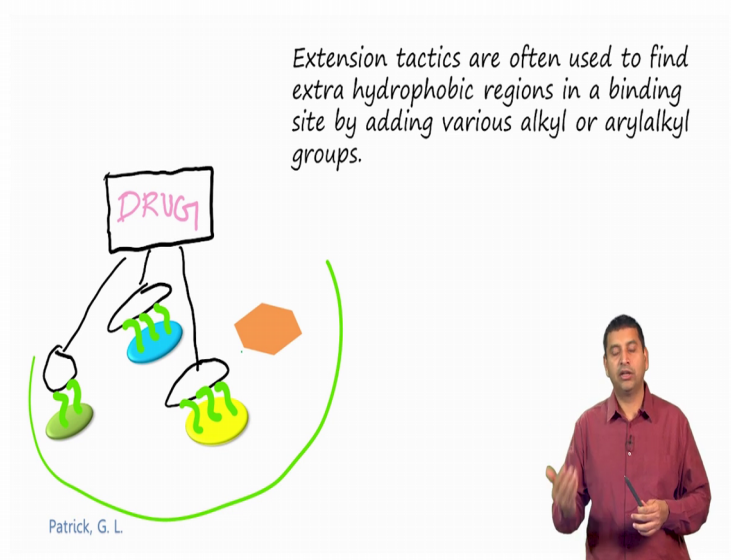 Extension tactics are often used to find
extra hydrophobic regions in a binding
site by adding various alkyl or arylalkyl
groups.
DRUG
Patrick, G. L.